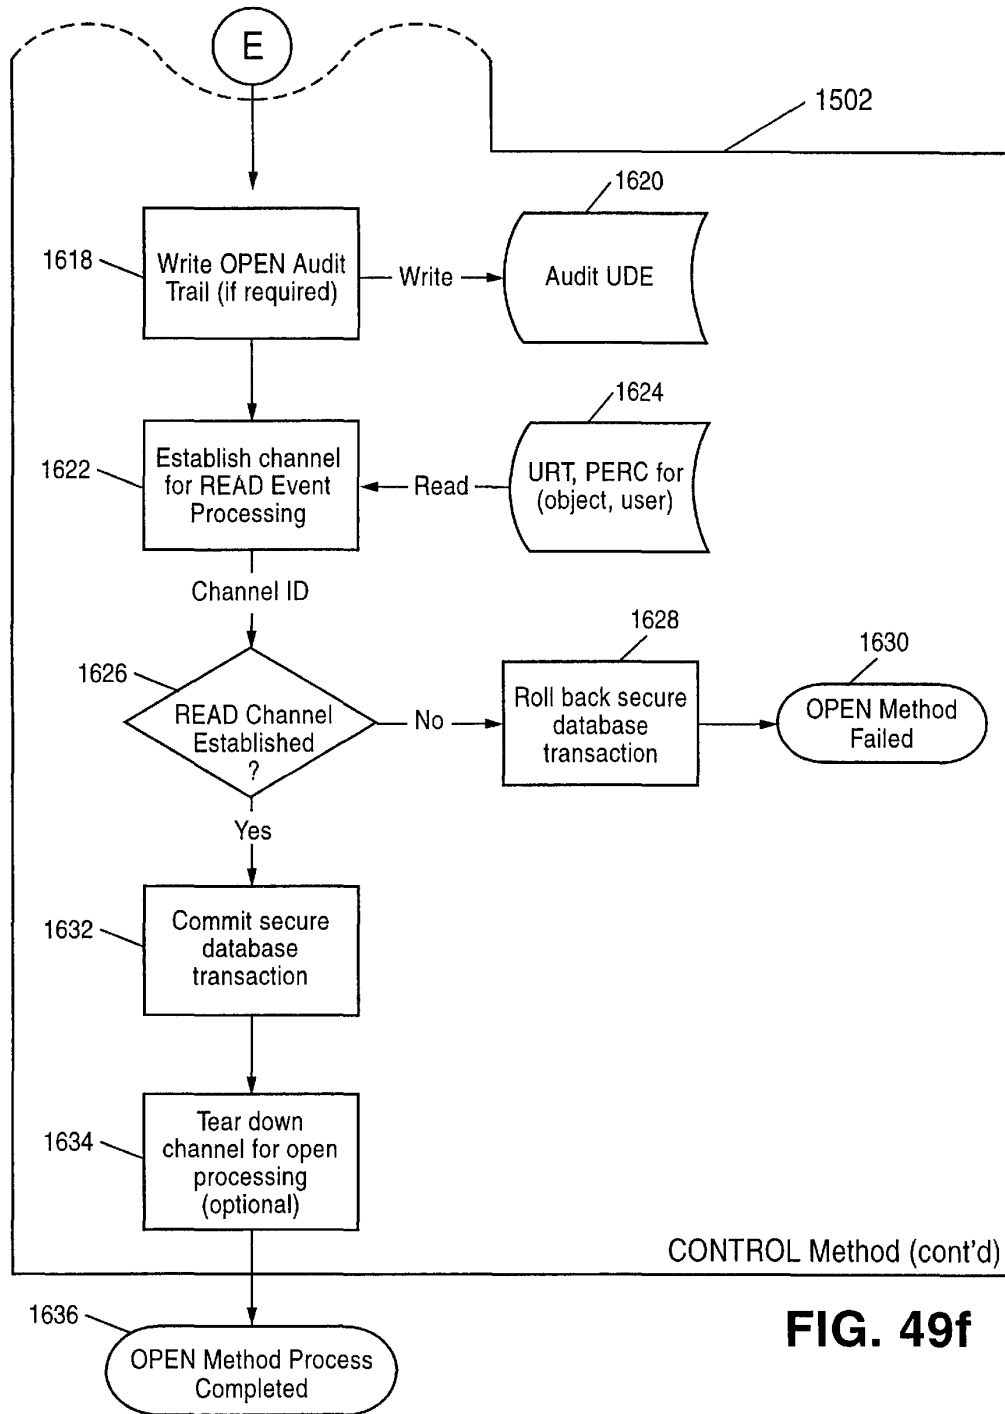 E
1502
1620
1618
Write OPEN Audit
Trail (if required)
Write
Audit UDE
1624
1622
Establish channel
for READ Event
Processing
Read
URT, PERC for
(object, user)
Channel ID
1628
1630
1626
READ Channel
Established
?
No
Roll back secure
database
transaction
OPEN Method
Failed
Yes
1632
Commit secure
database
transaction
1634
Tear down
channel for open
processing
(optional)
CONTROL Method (cont'd)
1636
OPEN Method Process
Completed
FIG. 49f